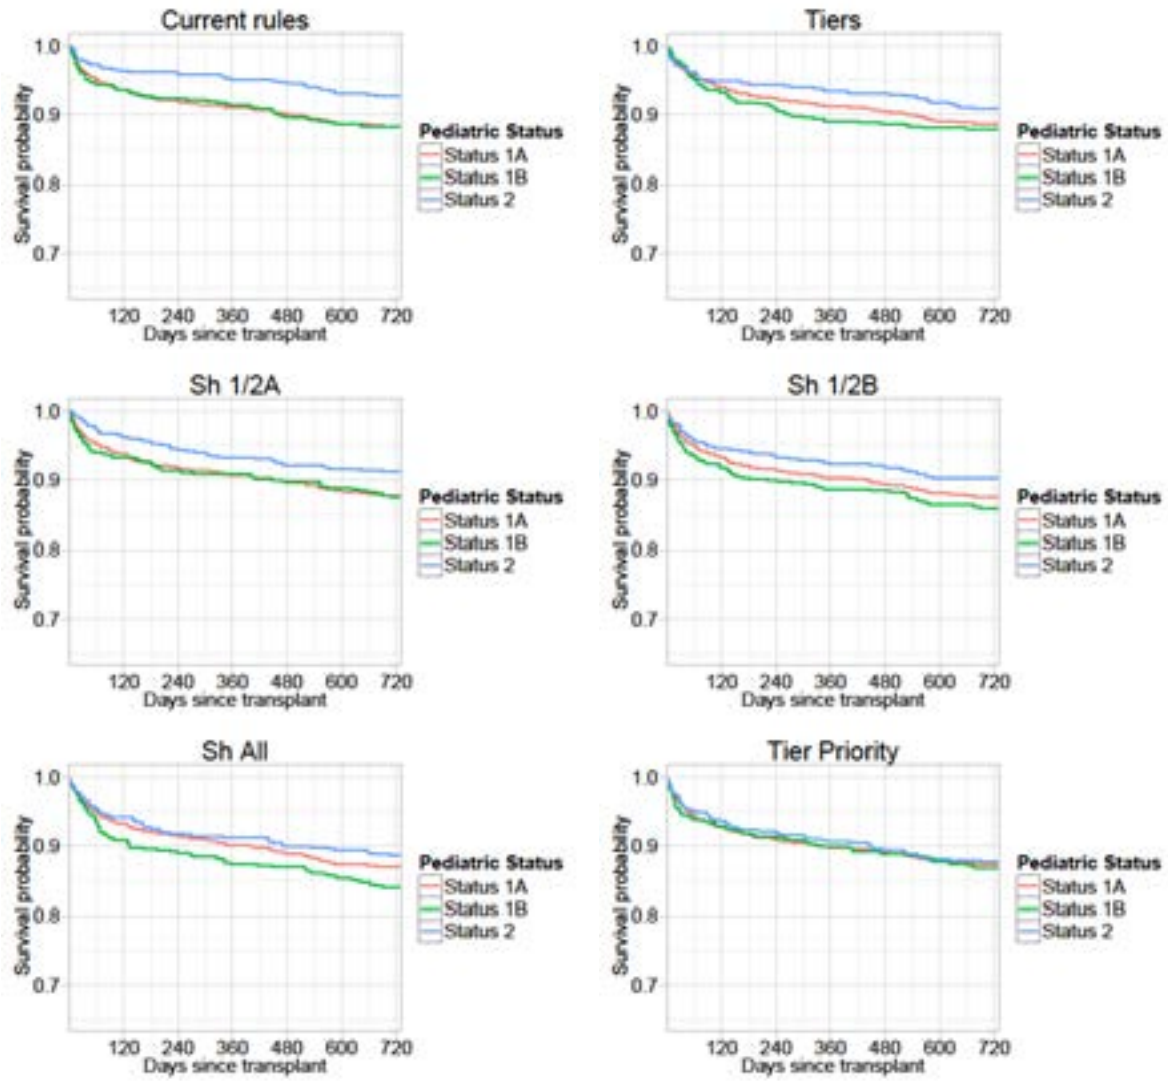 Current rules
Survival probability
1.0
0.9
0.8
0.7
120 240 360 480 600 720
Days since transplant
Pediatric Status
Status 1A
Status 1B
Status 2
Tiers
Survival probability
1.0
0.9
0.8
0.7
120 240 360 480 600 720
Days since transplant
Pediatric Status
Status 1A
Status 1B
Status 2
Sh 1/2A
Survival probability
1.0
0.9
0.8
0.7
120 240 360 480 600 720
Days since transplant
Pediatric Status
Status 1A
Status 1B
Status 2
Sh 1/2B
Survival probability
1.0
0.9
0.8
0.7
120 240 360 480 600 720
Days since transplant
Pediatric Status
Status 1A
Status 1B
Status 2
Sh All
Survival probability
1.0
0.9
0.8
0.7
120 240 360 480 600 720
Days since transplant
Pediatric Status
Status 1A
Status 1B
Status 2
Tier Priority
Survival probability
1.0
0.9
0.8
0.7
120 240 360 480 600 720
Days since transplant
Pediatric Status
Status 1A
Status 1B
Status 2